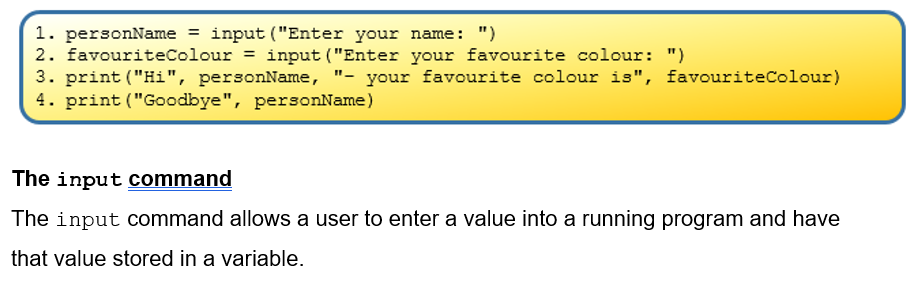 1. personName = input("Enter your name: ")
2. favouriteColour = input("Enter your favourite colour: ")
3. print("Hi", personName, "- your favourite colour is", favouriteColour)
4. print("Goodbye", personName)
The input command
The input command allows a user to enter a value into a running program and have
that value stored in a variable.